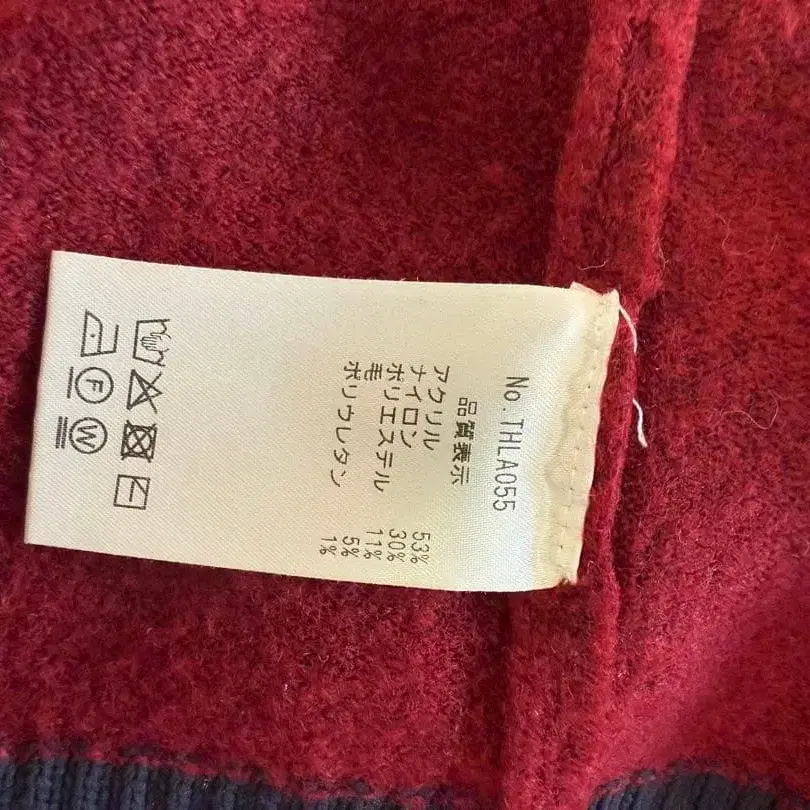 No. THLA055
品質表示
アクリル 53%
ナイロン 30%
ポリエステル 11%
毛 5%
ポリウレタン 1%
F W